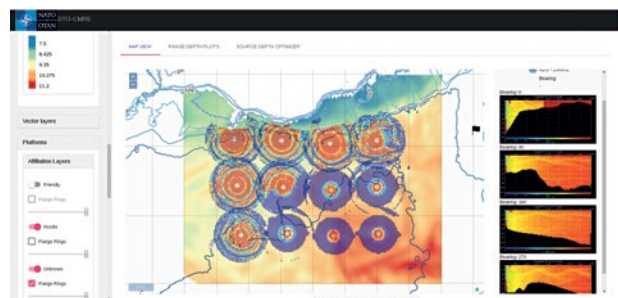 NATO
OTAN
STO-CMRE
MAP VIEW
RANGE DEPTH PLOTS
SOURCE DEPTH OPTIMIZER
7.5
8.425
9.35
10.275
11.2
Vector layers
Platforms
Affiliation Layers
Friendly
Range Rings
Hostile
Range Rings
Unknown
Range Rings
Bearing
Bearing: 0
Bearing: 90
Bearing: 180
Bearing: 270